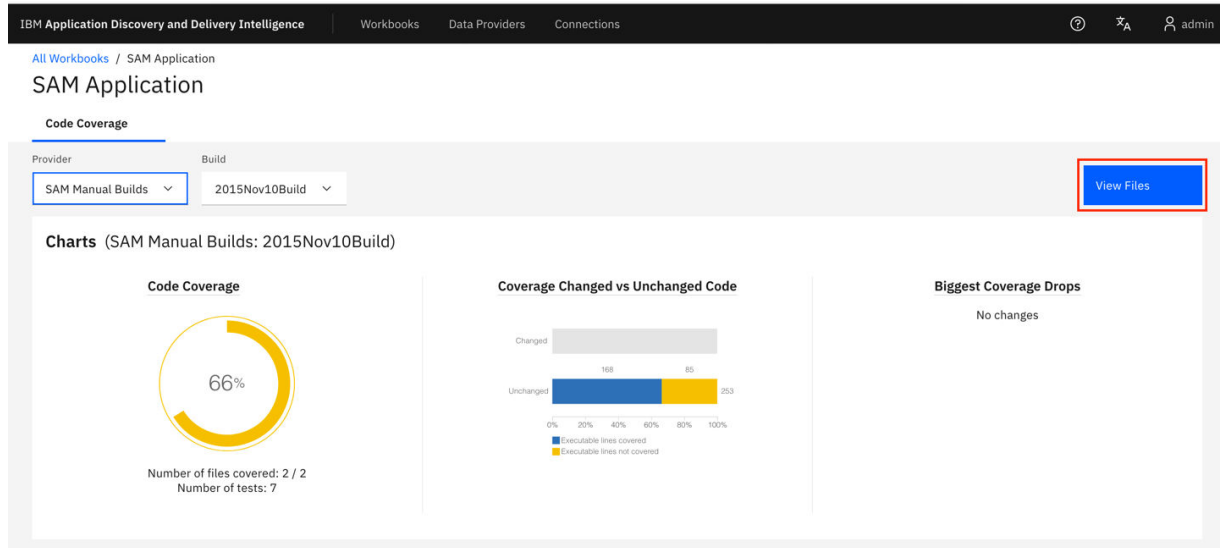 IBM Application Discovery and Delivery Intelligence Workbooks Data Providers Connections admin
All Workbooks / SAM Application
SAM Application
Code Coverage
Provider Build
SAM Manual Builds 2015Nov10Build View Files
Charts (SAM Manual Builds: 2015Nov10Build)
Code Coverage
66%
Number of files covered: 2 / 2
Number of tests: 7
Coverage Changed vs Unchanged Code
Changed
168 85
Unchanged 253
0% 20% 40% 60% 80% 100%
Executable lines covered
Executable lines not covered
Biggest Coverage Drops
No changes